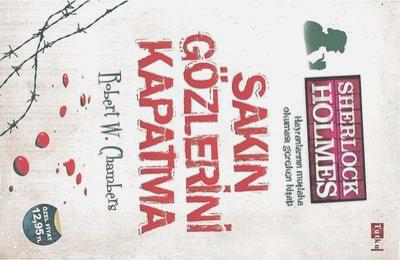 Tutku
SHERLOCK
HOLMES
Hayranlarının mutlaka
okuması gereken kitap
SAKIN
GÖZLERİNİ
KAPATMA
Robert W. Chambers
ÖZEL FİYAT
12,95 TL